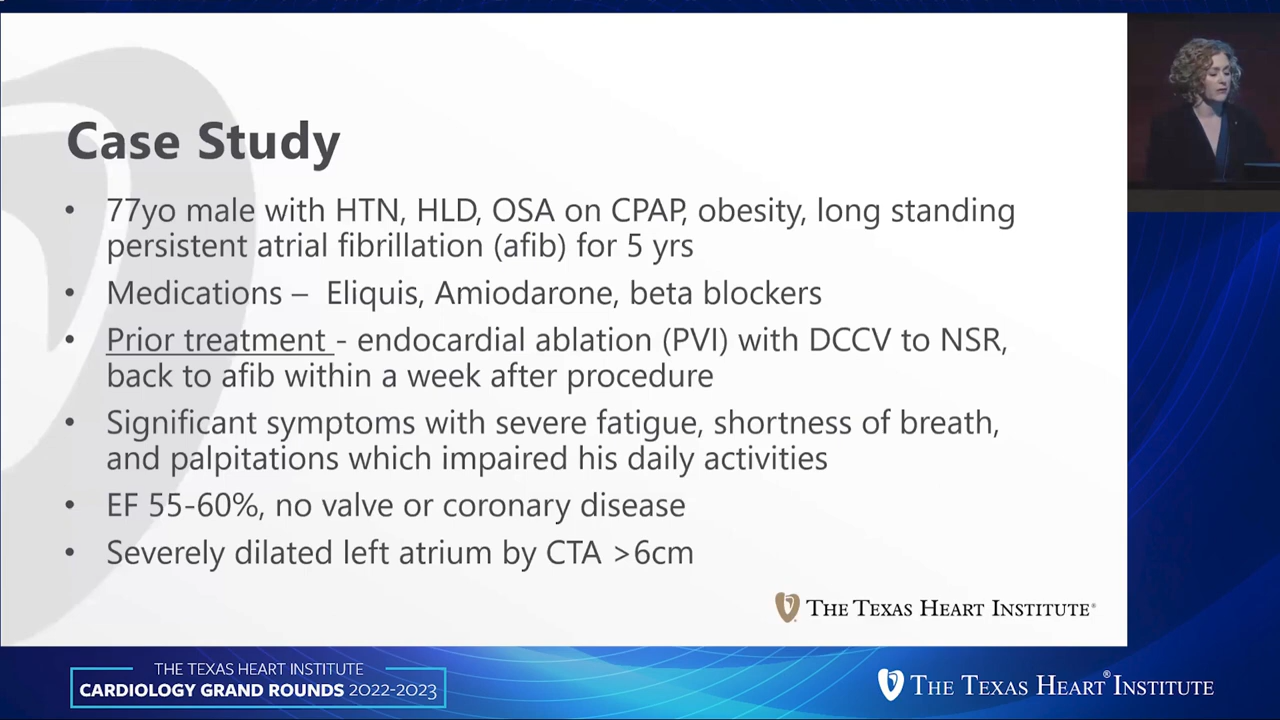 Case Study
• 77yo male with HTN, HLD, OSA on CPAP, obesity, long standing
persistent atrial fibrillation (afib) for 5 yrs
• Medications – Eliquis, Amiodarone, beta blockers
• Prior treatment - endocardial ablation (PVI) with DCCV to NSR,
back to afib within a week after procedure
• Significant symptoms with severe fatigue, shortness of breath,
and palpitations which impaired his daily activities
• EF 55-60%, no valve or coronary disease
• Severely dilated left atrium by CTA >6cm
THE TEXAS HEART INSTITUTE®
THE TEXAS HEART INSTITUTE
CARDIOLOGY GRAND ROUNDS 2022-2023
THE TEXAS HEART® INSTITUTE